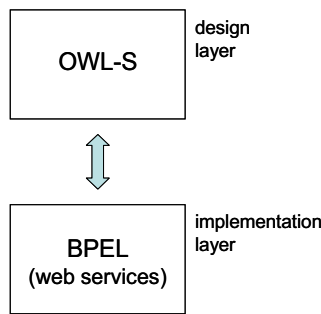 OWL-S
design
layer
BPEL
(web services)
implementation
layer